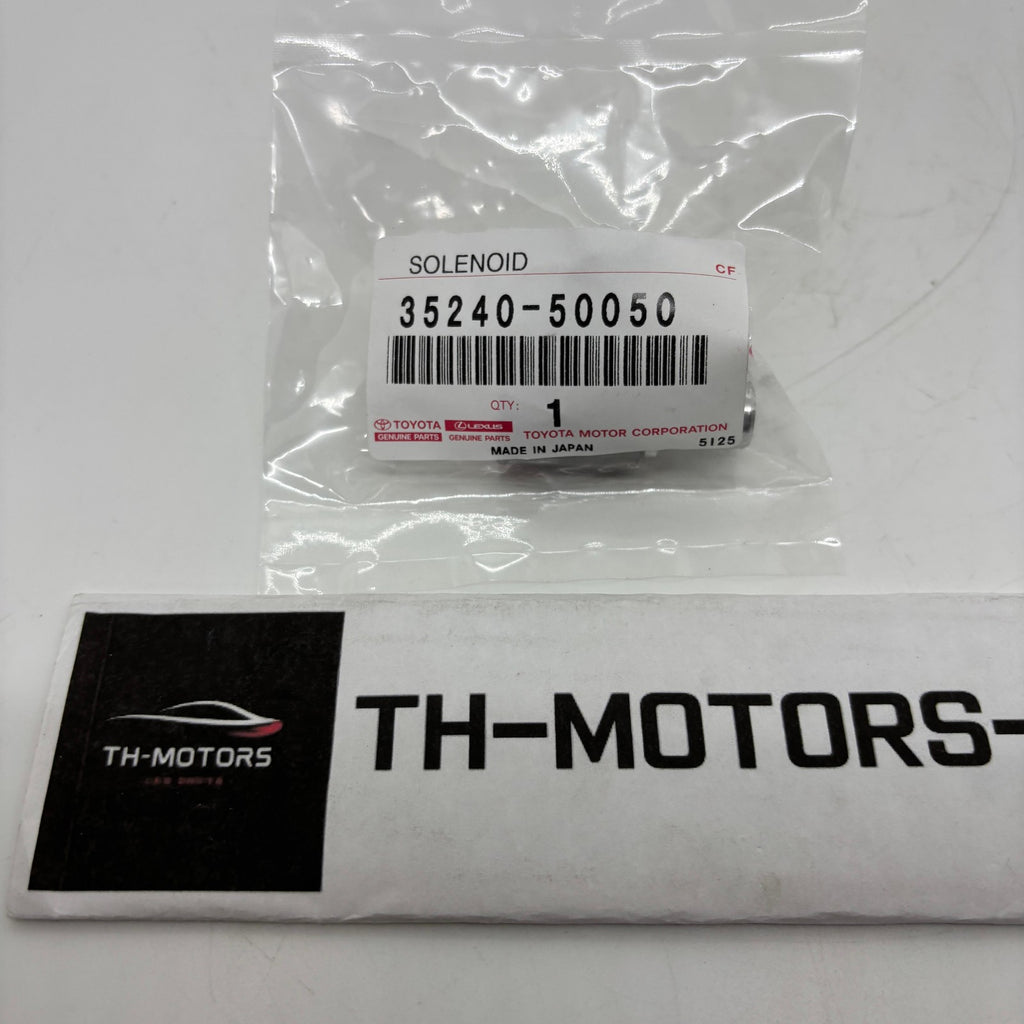 SOLENOID
CF
35240-50050
QTY: 1
TOYOTA
GENUINE PARTS
LEXUS
GENUINE PARTS
TOYOTA MOTOR CORPORATION
MADE IN JAPAN
5I25
TH-MOTORS
TH-MOTORS-